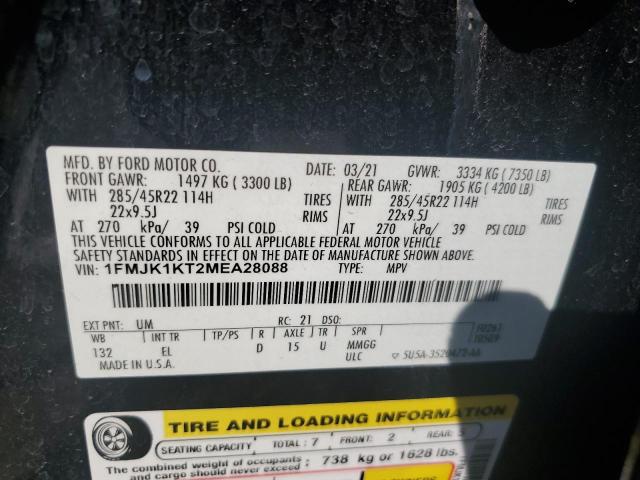 MFD. BY FORD MOTOR CO.
DATE: 03/21 GVWR: 3334 KG ( 7350 LB)
FRONT GAWR: 1497 KG ( 3300 LB)
REAR GAWR: 1905 KG ( 4200 LB)
WITH 285/45R22 114H TIRES
WITH 285/45R22 114H TIRES
22x9.5J RIMS
22x9.5J RIMS
AT 270 kPa/ 39 PSI COLD
AT 270 kPa/ 39 PSI COLD
THIS VEHICLE CONFORMS TO ALL APPLICABLE FEDERAL MOTOR VEHICLE
SAFETY STANDARDS IN EFFECT ON THE DATE OF MANUFACTURE SHOWN ABOVE.
VIN: 1FMJK1KT2MEA28088 TYPE: MPV
EXT PNT: UM RC: 21 DSO:
WB INT TR TP/PS R AXLE TR SPR
132 EL D 15 U MMGG
MADE IN U.S.A. ULC
TIRE AND LOADING INFORMATION
SEATING CAPACITY TOTAL: 7 FRONT: 2 REAR: 5
The combined weight of occupants
and cargo should never exceed : 738 kg or 1628 lbs.